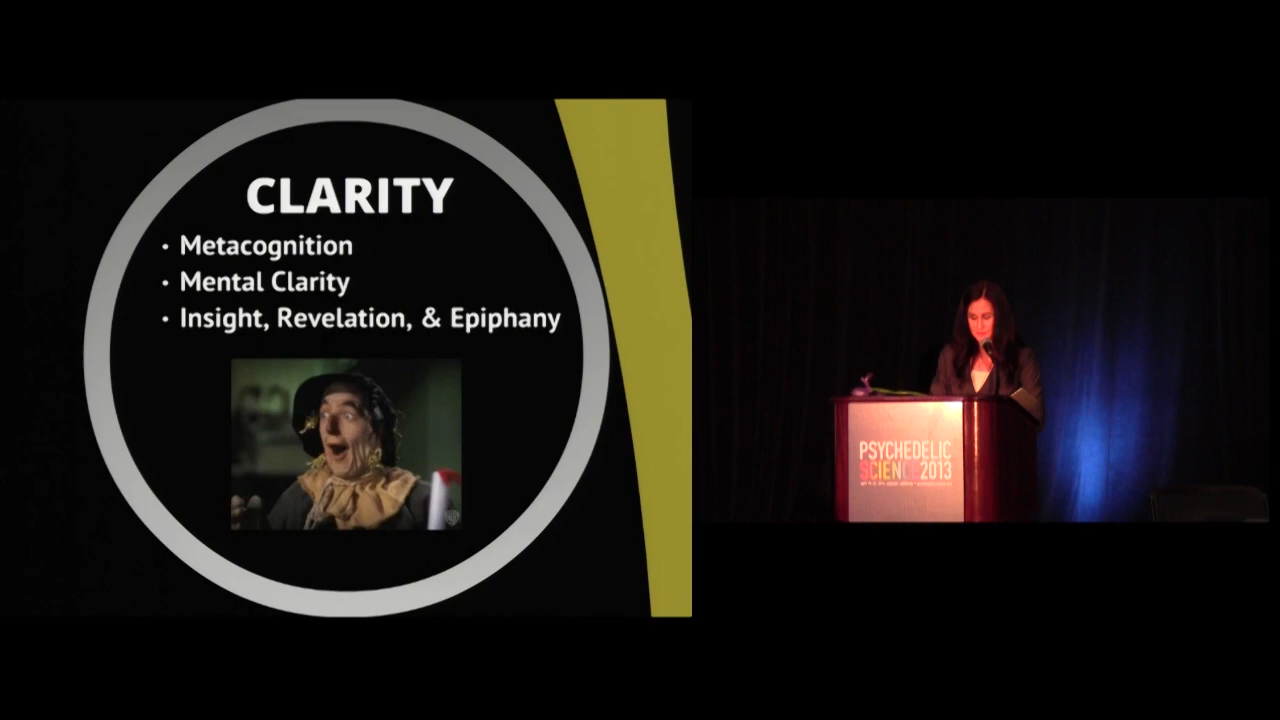 CLARITY
• Metacognition
• Mental Clarity
• Insight, Revelation, & Epiphany
PSYCHEDELIC
SCIENCE 2013